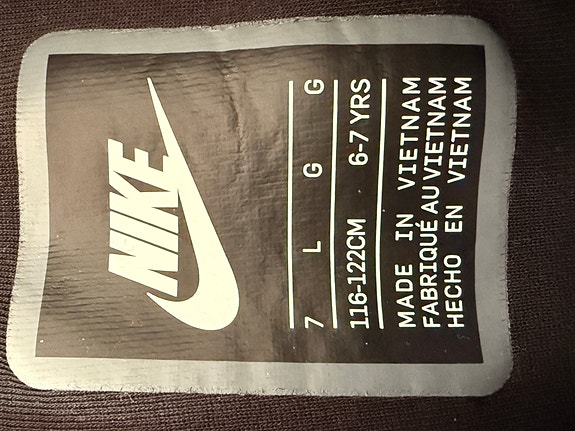 NIKE
7 L G G
116-122CM 6-7 YRS
MADE IN VIETNAM
FABRIQUÉ AU VIETNAM
HECHO EN VIETNAM